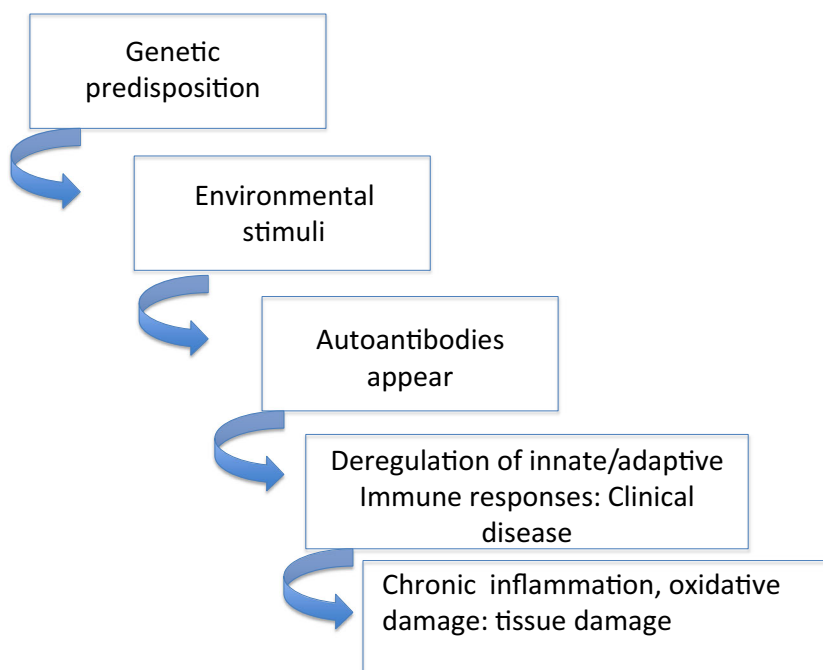 Genetic
predisposition
Environmental
stimuli
Autoantibodies
appear
Deregulation of innate/adaptive
Immune responses: Clinical
disease
Chronic inflammation, oxidative
damage: tissue damage